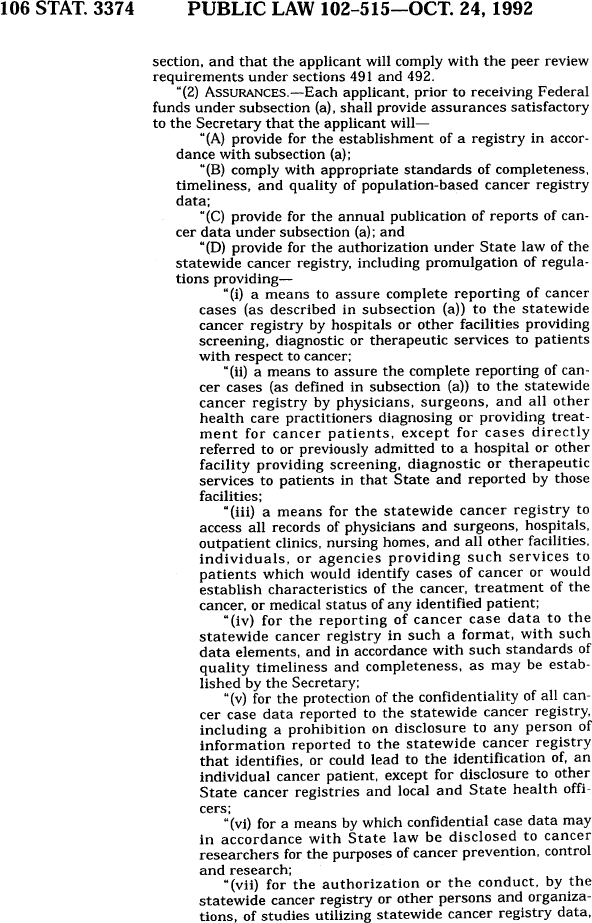 106 STAT. 3374 PUBLIC LAW 102-515—OCT. 24, 1992
section, and that the applicant will comply with the peer review
requirements under sections 491 and 492.
"(2) ASSURANCES.—Each applicant, prior to receiving Federal
funds under subsection (a), shall provide assurances satisfactory
to the Secretary that the applicant will—
"(A) provide for the establishment of a registry in accor-
dance with subsection (a);
"(B) comply with appropriate standards of completeness,
timeliness, and quality of population-based cancer registry
data;
"(C) provide for the annual publication of reports of can-
cer data under subsection (a); and
"(D) provide for the authorization under State law of the
statewide cancer registry, including promulgation of regula-
tions providing—
"(i) a means to assure complete reporting of cancer
cases (as described in subsection (a)) to the statewide
cancer registry by hospitals or other facilities providing
screening, diagnostic or therapeutic services to patients
with respect to cancer;
"(ii) a means to assure the complete reporting of can-
cer cases (as defined in subsection (a)) to the statewide
cancer registry by physicians, surgeons, and all other
health care practitioners diagnosing or providing treat-
ment for cancer patients, except for cases directly
referred to or previously admitted to a hospital or other
facility providing screening, diagnostic or therapeutic
services to patients in that State and reported by those
facilities;
"(iii) a means for the statewide cancer registry to
access all records of physicians and surgeons, hospitals,
outpatient clinics, nursing homes, and all other facilities,
individuals, or agencies providing such services to
patients which would identify cases of cancer or would
establish characteristics of the cancer, treatment of the
cancer, or medical status of any identified patient;
"(iv) for the reporting of cancer case data to the
statewide cancer registry in such a format, with such
data elements, and in accordance with such standards of
quality timeliness and completeness, as may be estab-
lished by the Secretary;
"(v) for the protection of the confidentiality of all can-
cer case data reported to the statewide cancer registry,
including a prohibition on disclosure to any person of
information reported to the statewide cancer registry
that identifies, or could lead to the identification of, an
individual cancer patient, except for disclosure to other
State cancer registries and local and State health offi-
cers;
"(vi) for a means by which confidential case data may
in accordance with State law be disclosed to cancer
researchers for the purposes of cancer prevention, control
and research;
"(vii) for the authorization or the conduct, by the
statewide cancer registry or other persons and organiza-
tions, of studies utilizing statewide cancer registry data,